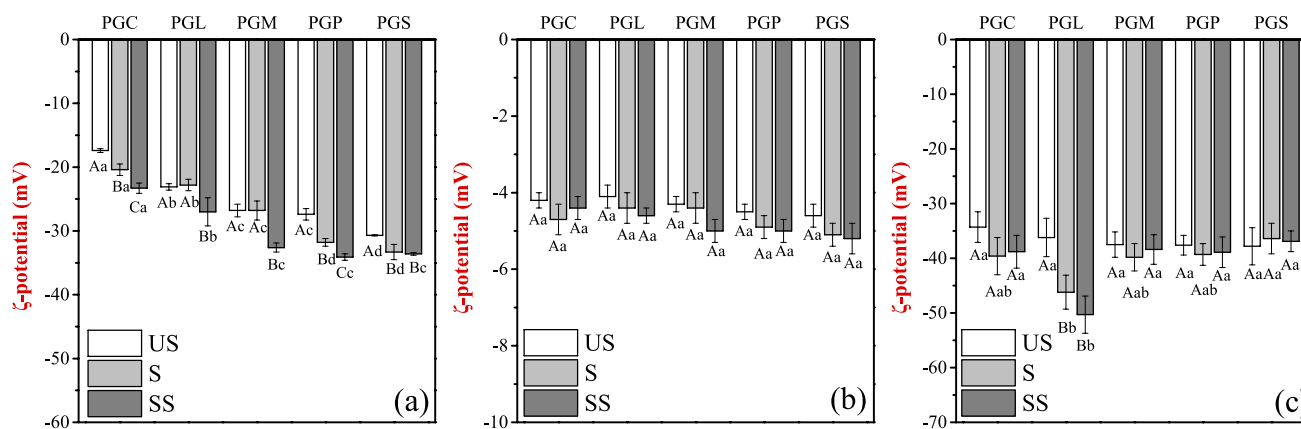 PGC PGL PGM PGP PGS
0
-10
-20
-30
-40
-50
-60
ζ-potential (mV)
Aa Ba Ca Ab Ab Bb Ac Ac Bc Ac Bd Cc Ad Bd Bc
US
S
SS
(a)
PGC PGL PGM PGP PGS
0
-2
-4
-6
-8
-10
ζ-potential (mV)
Aa Aa Aa Aa Aa Aa Aa Aa Aa Aa Aa Aa Aa Aa Aa
US
S
SS
(b)
PGC PGL PGM PGP PGS
0
-10
-20
-30
-40
-50
-60
-70
ζ-potential (mV)
Aa Aab Aa Aa Bb Bb Aa Aab Aa Aa Aab Aa Aa Aa Aa
US
S
SS
(c)